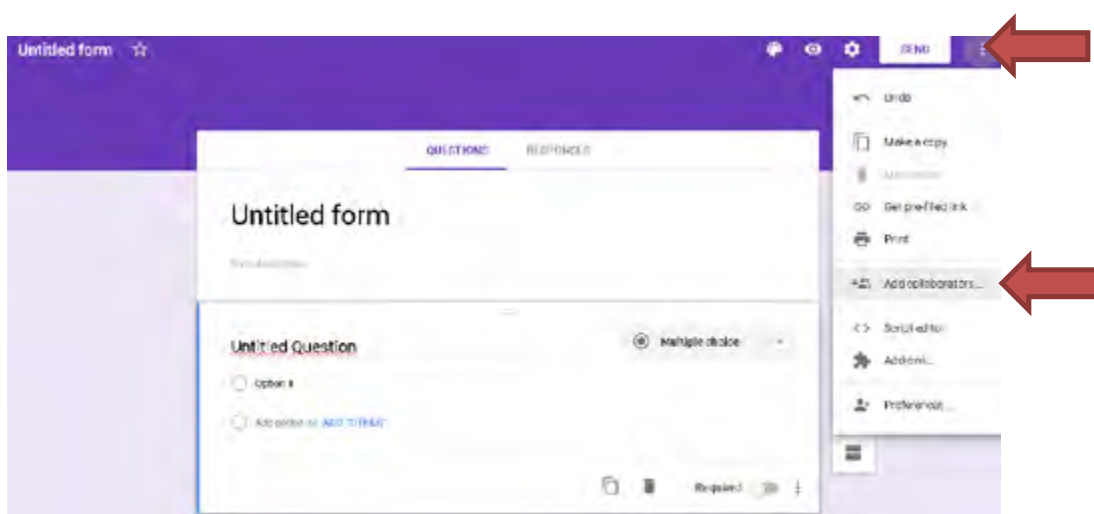 Untitled form
SEND
Undo
Make a copy
QUESTIONS RESPONSES
Get pre-filled link
Untitled form
Print
Add collaborators...
Script editor
Untitled Question
Multiple choice
Add-ons...
Option 1
Preferences...
Add option or ADD "OTHER"
Required